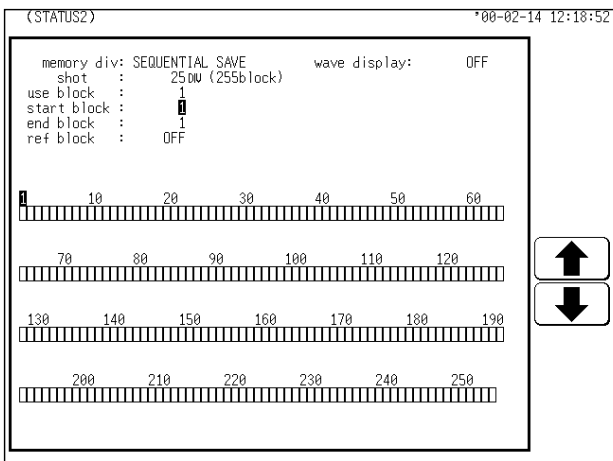 (STATUS2) '00-02-14 12:18:52
memory div: SEQUENTIAL SAVE wave display: OFF
shot : 25DIV (255block)
use block : 1
start block : 1
end block : 1
ref block : OFF
1 10 20 30 40 50 60
70 80 90 100 110 120
130 140 150 160 170 180 190
200 210 220 230 240 250